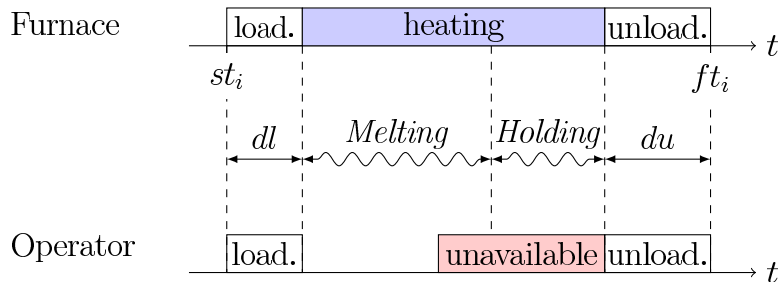 Furnace load. heating unload. t
st_i ft_i
dl Melting Holding du
Operator load. unavailable unload. t